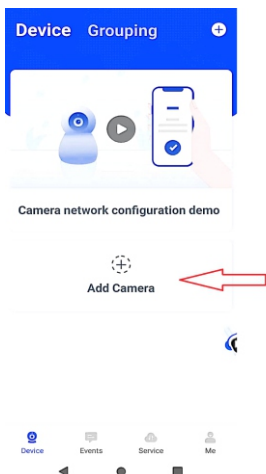 Device Grouping
Camera network configuration demo
Add Camera
Device Events Service Me